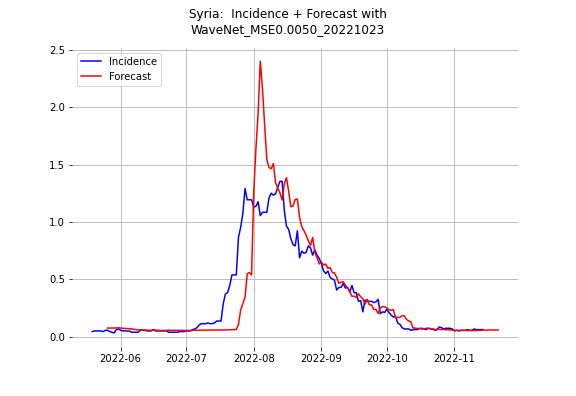 Syria:  Incidence + Forecast with
WaveNet_MSE0.0050_20221023
2.5
Incidence
Forecast
2.0
1.5
1.0
0.5
0.0
2022-06 2022-07 2022-08 2022-09 2022-10 2022-11